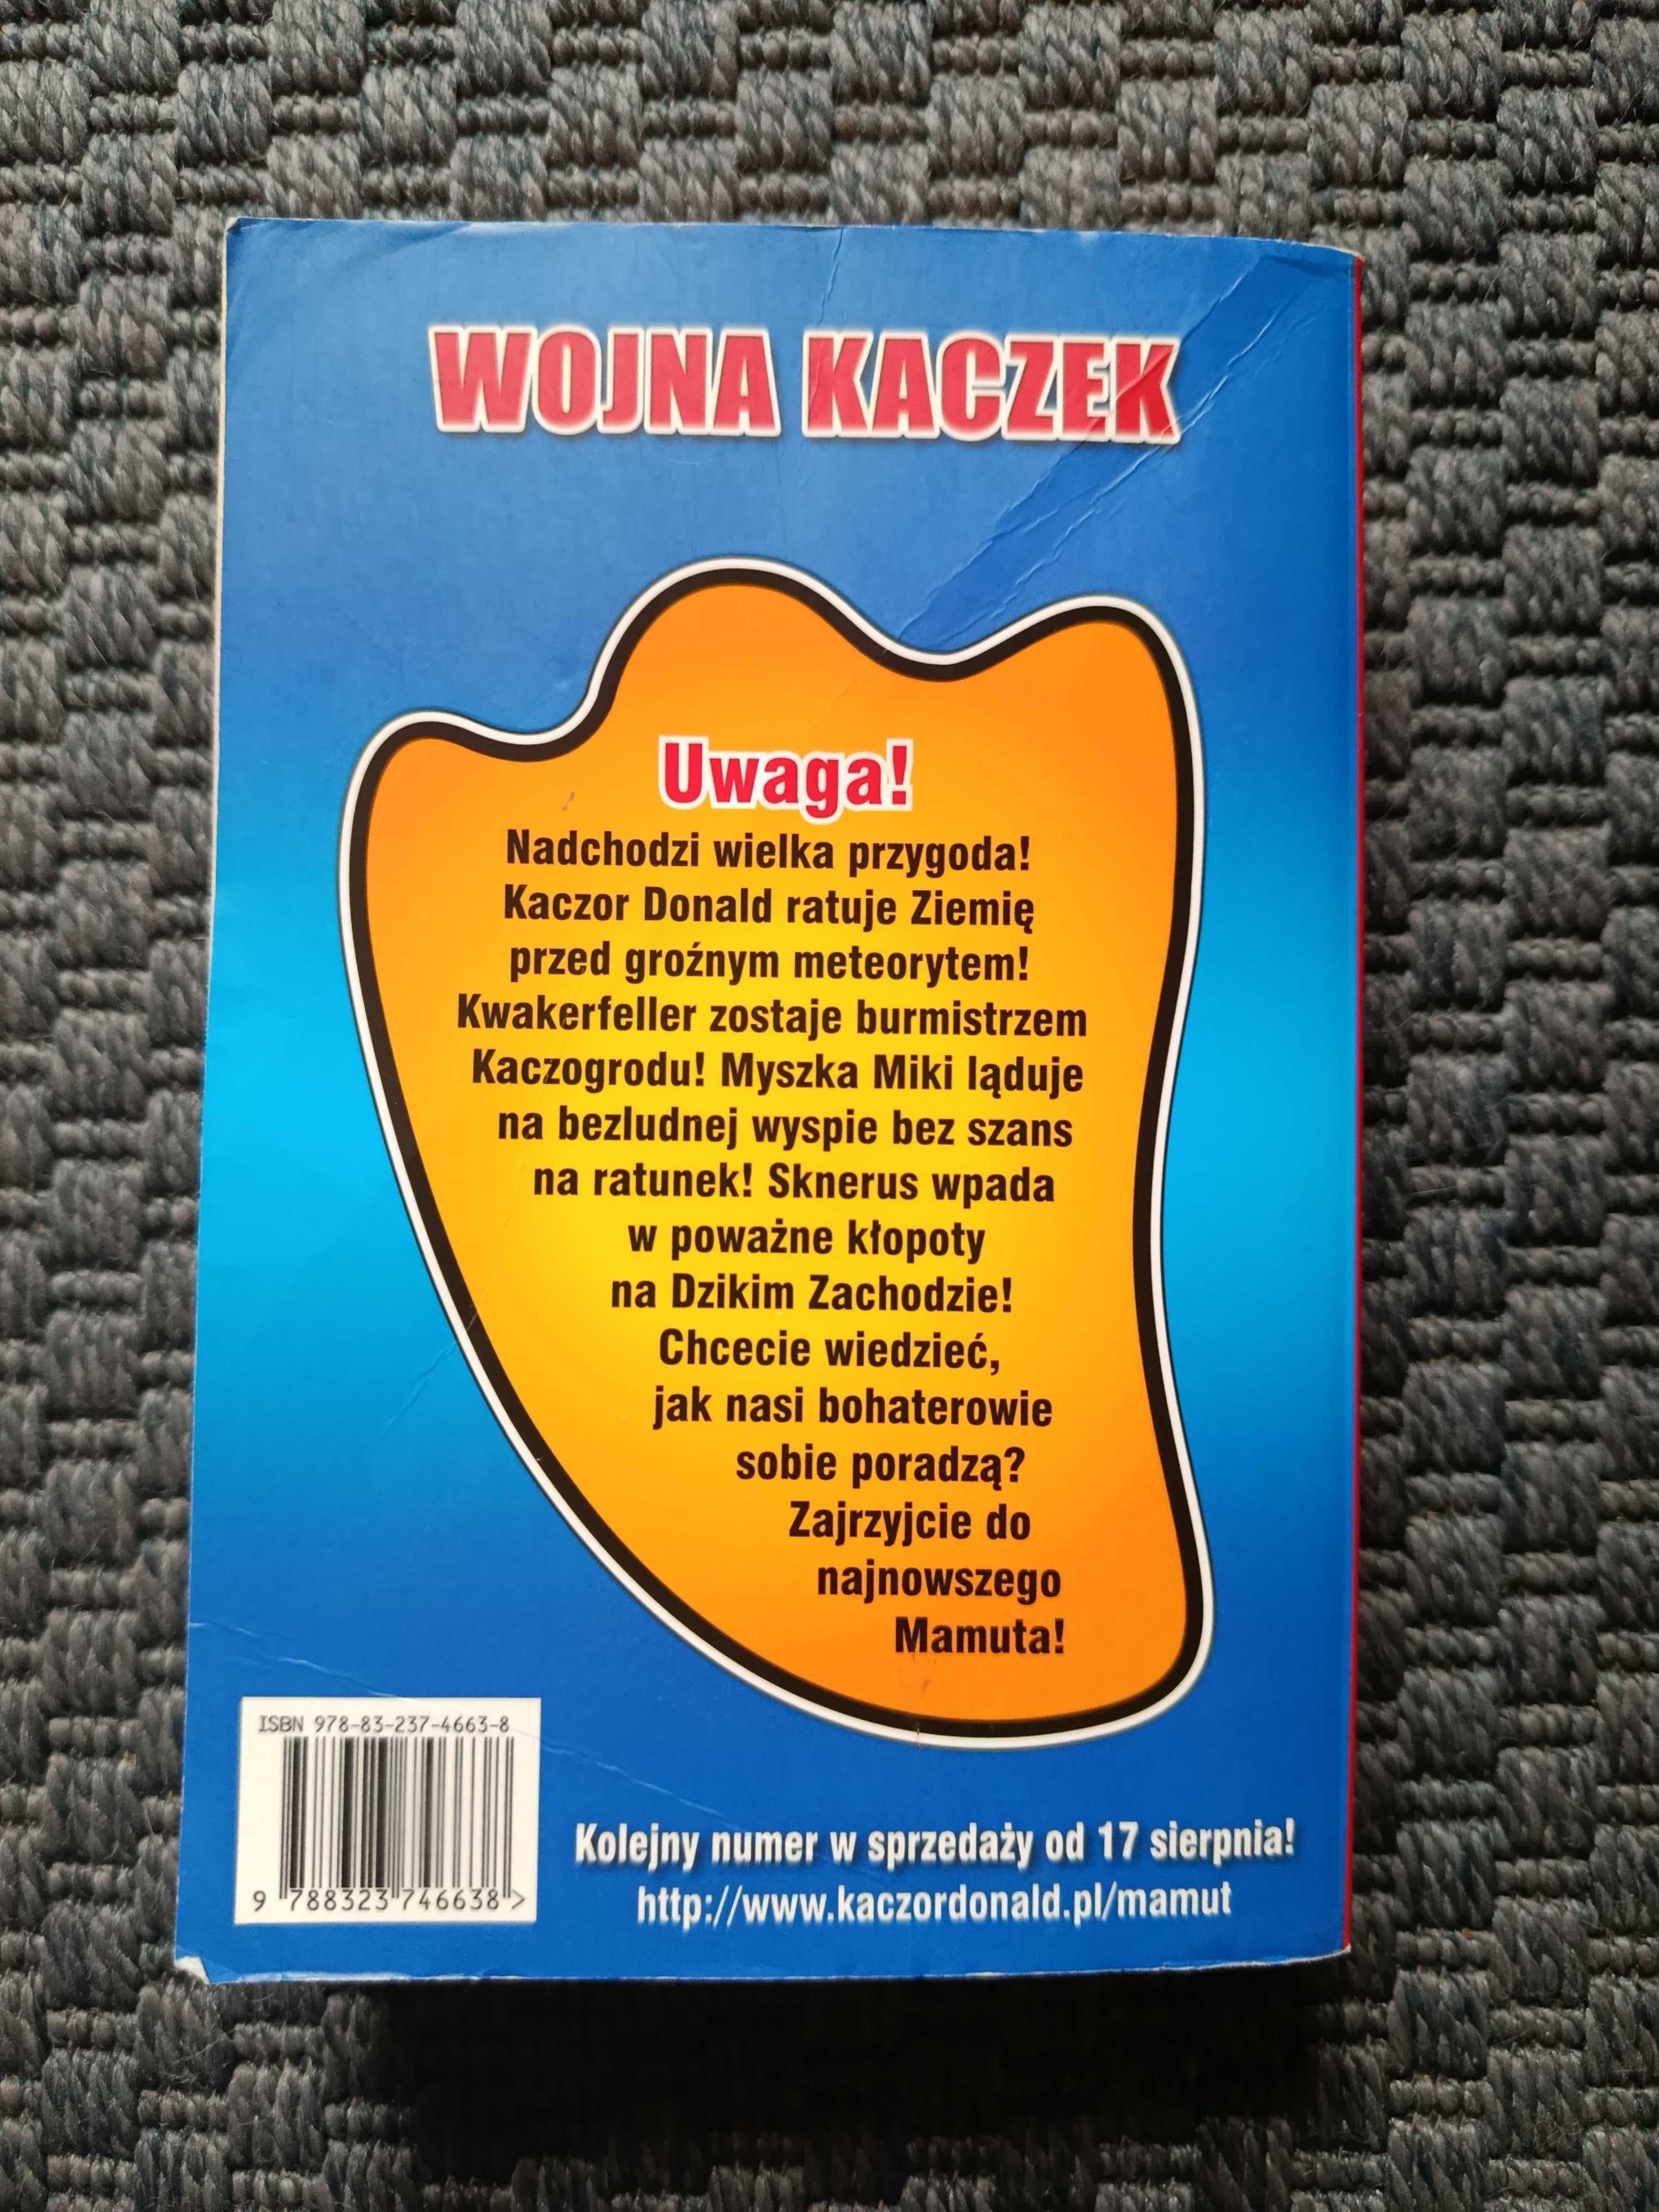 WOJNA KACZEK
Uwaga!
Nadchodzi wielka przygoda!
Kaczor Donald ratuje Ziemię
przed groźnym meteorytem!
Kwakerfeller zostaje burmistrzem
Kaczogrodu! Myszka Miki ląduje
na bezludnej wyspie bez szans
na ratunek! Sknerus wpada
w poważne kłopoty
na Dzikim Zachodzie!
Chcecie wiedzieć,
jak nasi bohaterowie
sobie poradzą?
Zajrzyjcie do
najnowszego
Mamuta!
ISBN 978-83-237-4663-8
9 788323 746638 >
Kolejny numer w sprzedaży od 17 sierpnia!
http://www.kaczordonald.pl/mamut